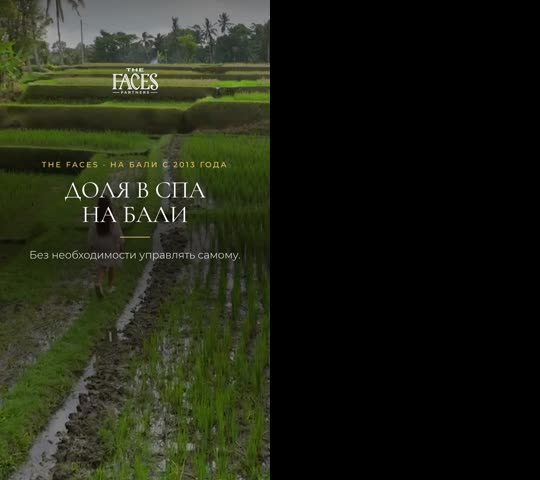 THE
FACES
PARTNERS
THE FACES · НА БАЛИ С 2013 ГОДА
ДОЛЯ В СПА
НА БАЛИ
Без необходимости управлять самому.